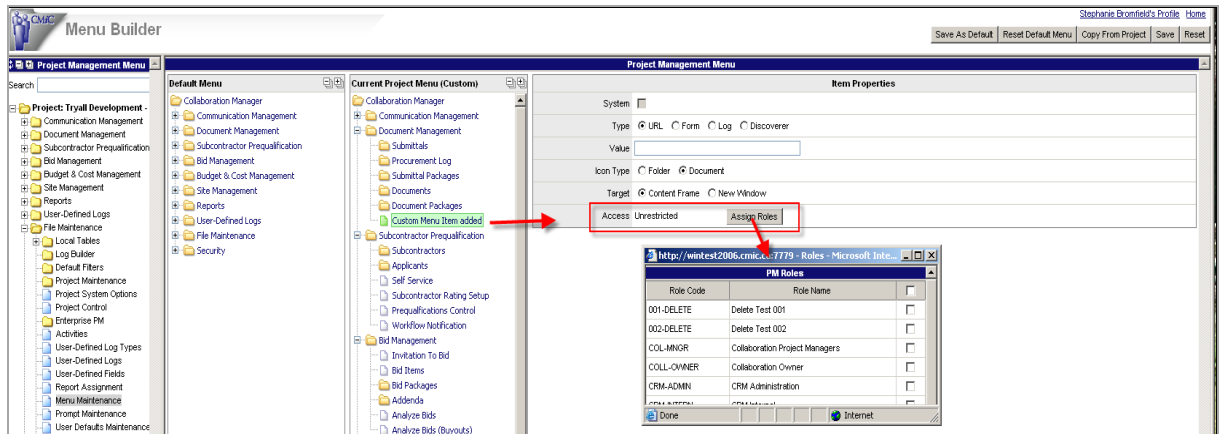 Stephanie Bromfield's Profile Home
CMiC
Menu Builder
Save As Default Reset Default Menu Copy From Project Save Reset
Project Management Menu
Search
Project: Tryall Development -
Communication Management
Document Management
Subcontractor Prequalification
Bid Management
Budget & Cost Management
Site Management
Reports
User-Defined Logs
File Maintenance
Local Tables
Log Builder
Default Filters
Project Maintenance
Project System Options
Project Control
Enterprise PM
Activities
User-Defined Log Types
User-Defined Logs
User-Defined Fields
Report Assignment
Menu Maintenance
Prompt Maintenance
User Defaults Maintenance
Project Management Menu
Default Menu
Collaboration Manager
Communication Management
Document Management
Subcontractor Prequalification
Bid Management
Budget & Cost Management
Site Management
Reports
User-Defined Logs
File Maintenance
Security
Current Project Menu (Custom)
Collaboration Manager
Communication Management
Document Management
Submittals
Procurement Log
Submittal Packages
Documents
Document Packages
Custom Menu Item added
Subcontractor Prequalification
Subcontractors
Applicants
Self Service
Subcontractor Rating Setup
Prequalfications Control
Workflow Notification
Bid Management
Invitation To Bid
Bid Items
Bid Packages
Addenda
Analyze Bids
Analyze Bids (Buyouts)
Item Properties
System
Type URL Form Log Discoverer
Value
Icon Type Folder Document
Target Content Frame New Window
Access Unrestricted Assign Roles
http://wintest2006.cmic.ca:7779 - Roles - Microsoft Inte...
PM Roles
Role Code Role Name
001-DELETE Delete Test 001
002-DELETE Delete Test 002
COL-MNGR Collaboration Project Managers
COLL-OWNER Collaboration Owner
CRM-ADMIN CRM Administration
Done Internet